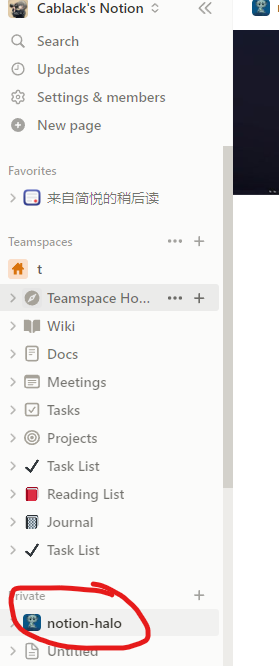 Cablack's Notion
Search
Updates
Settings & members
New page
Favorites
来自简悦的稍后读
Teamspaces
t
Teamspace Ho...
Wiki
Docs
Meetings
Tasks
Projects
Task List
Reading List
Journal
Task List
Private
notion-halo
Untitled